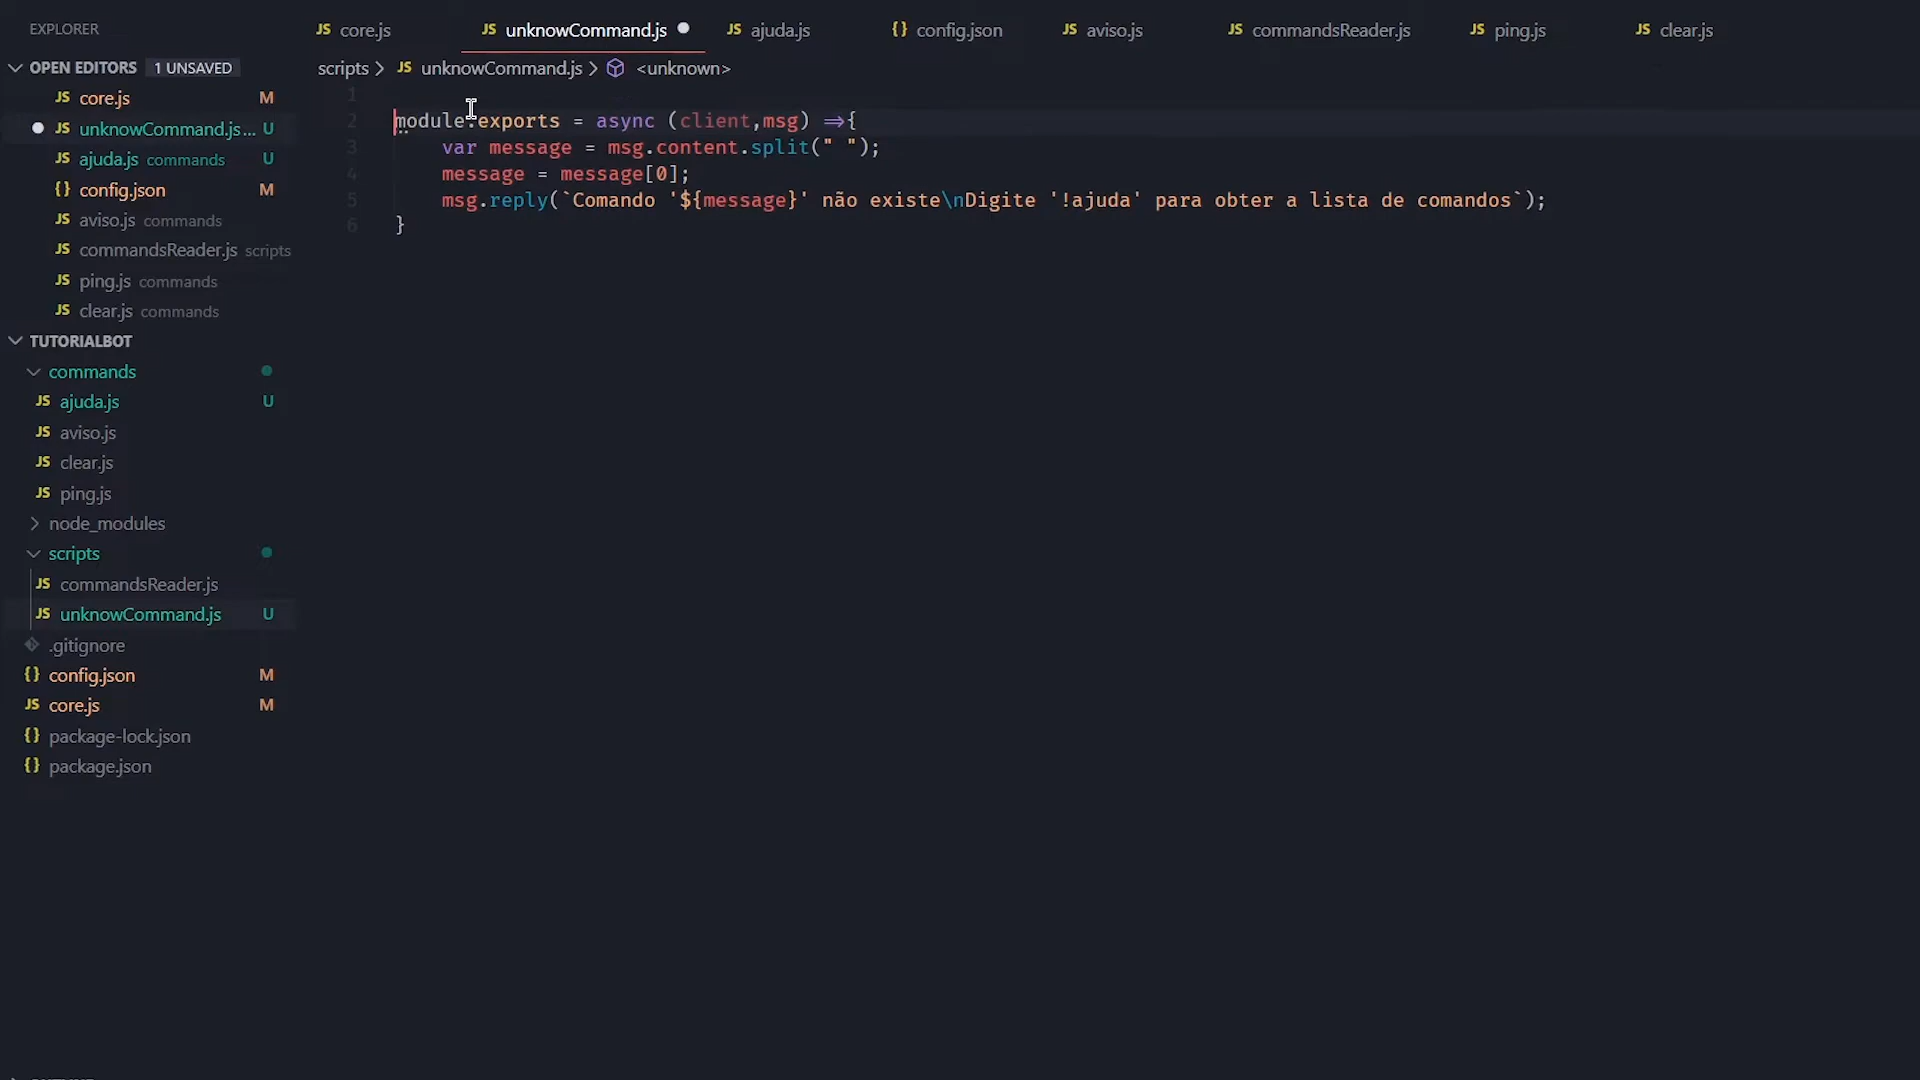 EXPLORER
OPEN EDITORS 1 UNSAVED
JS core.js M
JS unknowCommand.js... U
JS ajuda.js commands U
{} config.json M
JS aviso.js commands
JS commandsReader.js scripts
JS ping.js commands
JS clear.js commands
TUTORIALBOT
commands
JS ajuda.js U
JS aviso.js
JS clear.js
JS ping.js
node_modules
scripts
JS commandsReader.js
JS unknowCommand.js U
.gitignore
{} config.json M
JS core.js M
{} package-lock.json
{} package.json
JS core.js JS unknowCommand.js JS ajuda.js {} config.json JS aviso.js JS commandsReader.js JS ping.js JS clear.js
scripts > JS unknowCommand.js > <unknown>
1
2 module.exports = async (client,msg) =>{
3 var message = msg.content.split(" ");
4 message = message[0];
5 msg.reply(`Comando '${message}' não existe\nDigite '!ajuda' para obter a lista de comandos`);
6 }